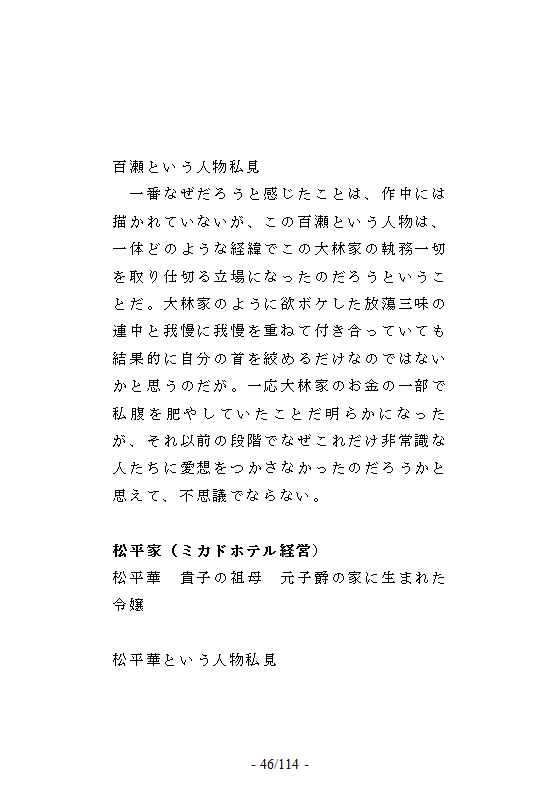 百瀬という人物私見
　一番なぜだろうと感じたことは、作中には
描かれていないが、この百瀬という人物は、
一体どのような経緯でこの大林家の執務一切
を取り仕切る立場になったのだろうというこ
とだ。大林家のように欲ボケした放蕩三昧の
連中と我慢に我慢を重ねて付き合っていても
結果的に自分の首を絞めるだけなのではない
かと思うのだが。一応大林家のお金の一部で
私腹を肥やしていたことだ明らかになった
が、それ以前の段階でなぜこれだけ非常識な
人たちに愛想をつかさなかったのだろうかと
思えて、不思議でならない。
松平家（ミカドホテル経営）
松平華　貴子の祖母　元子爵の家に生まれた
令嬢
松平華という人物私見
- 46/114 -